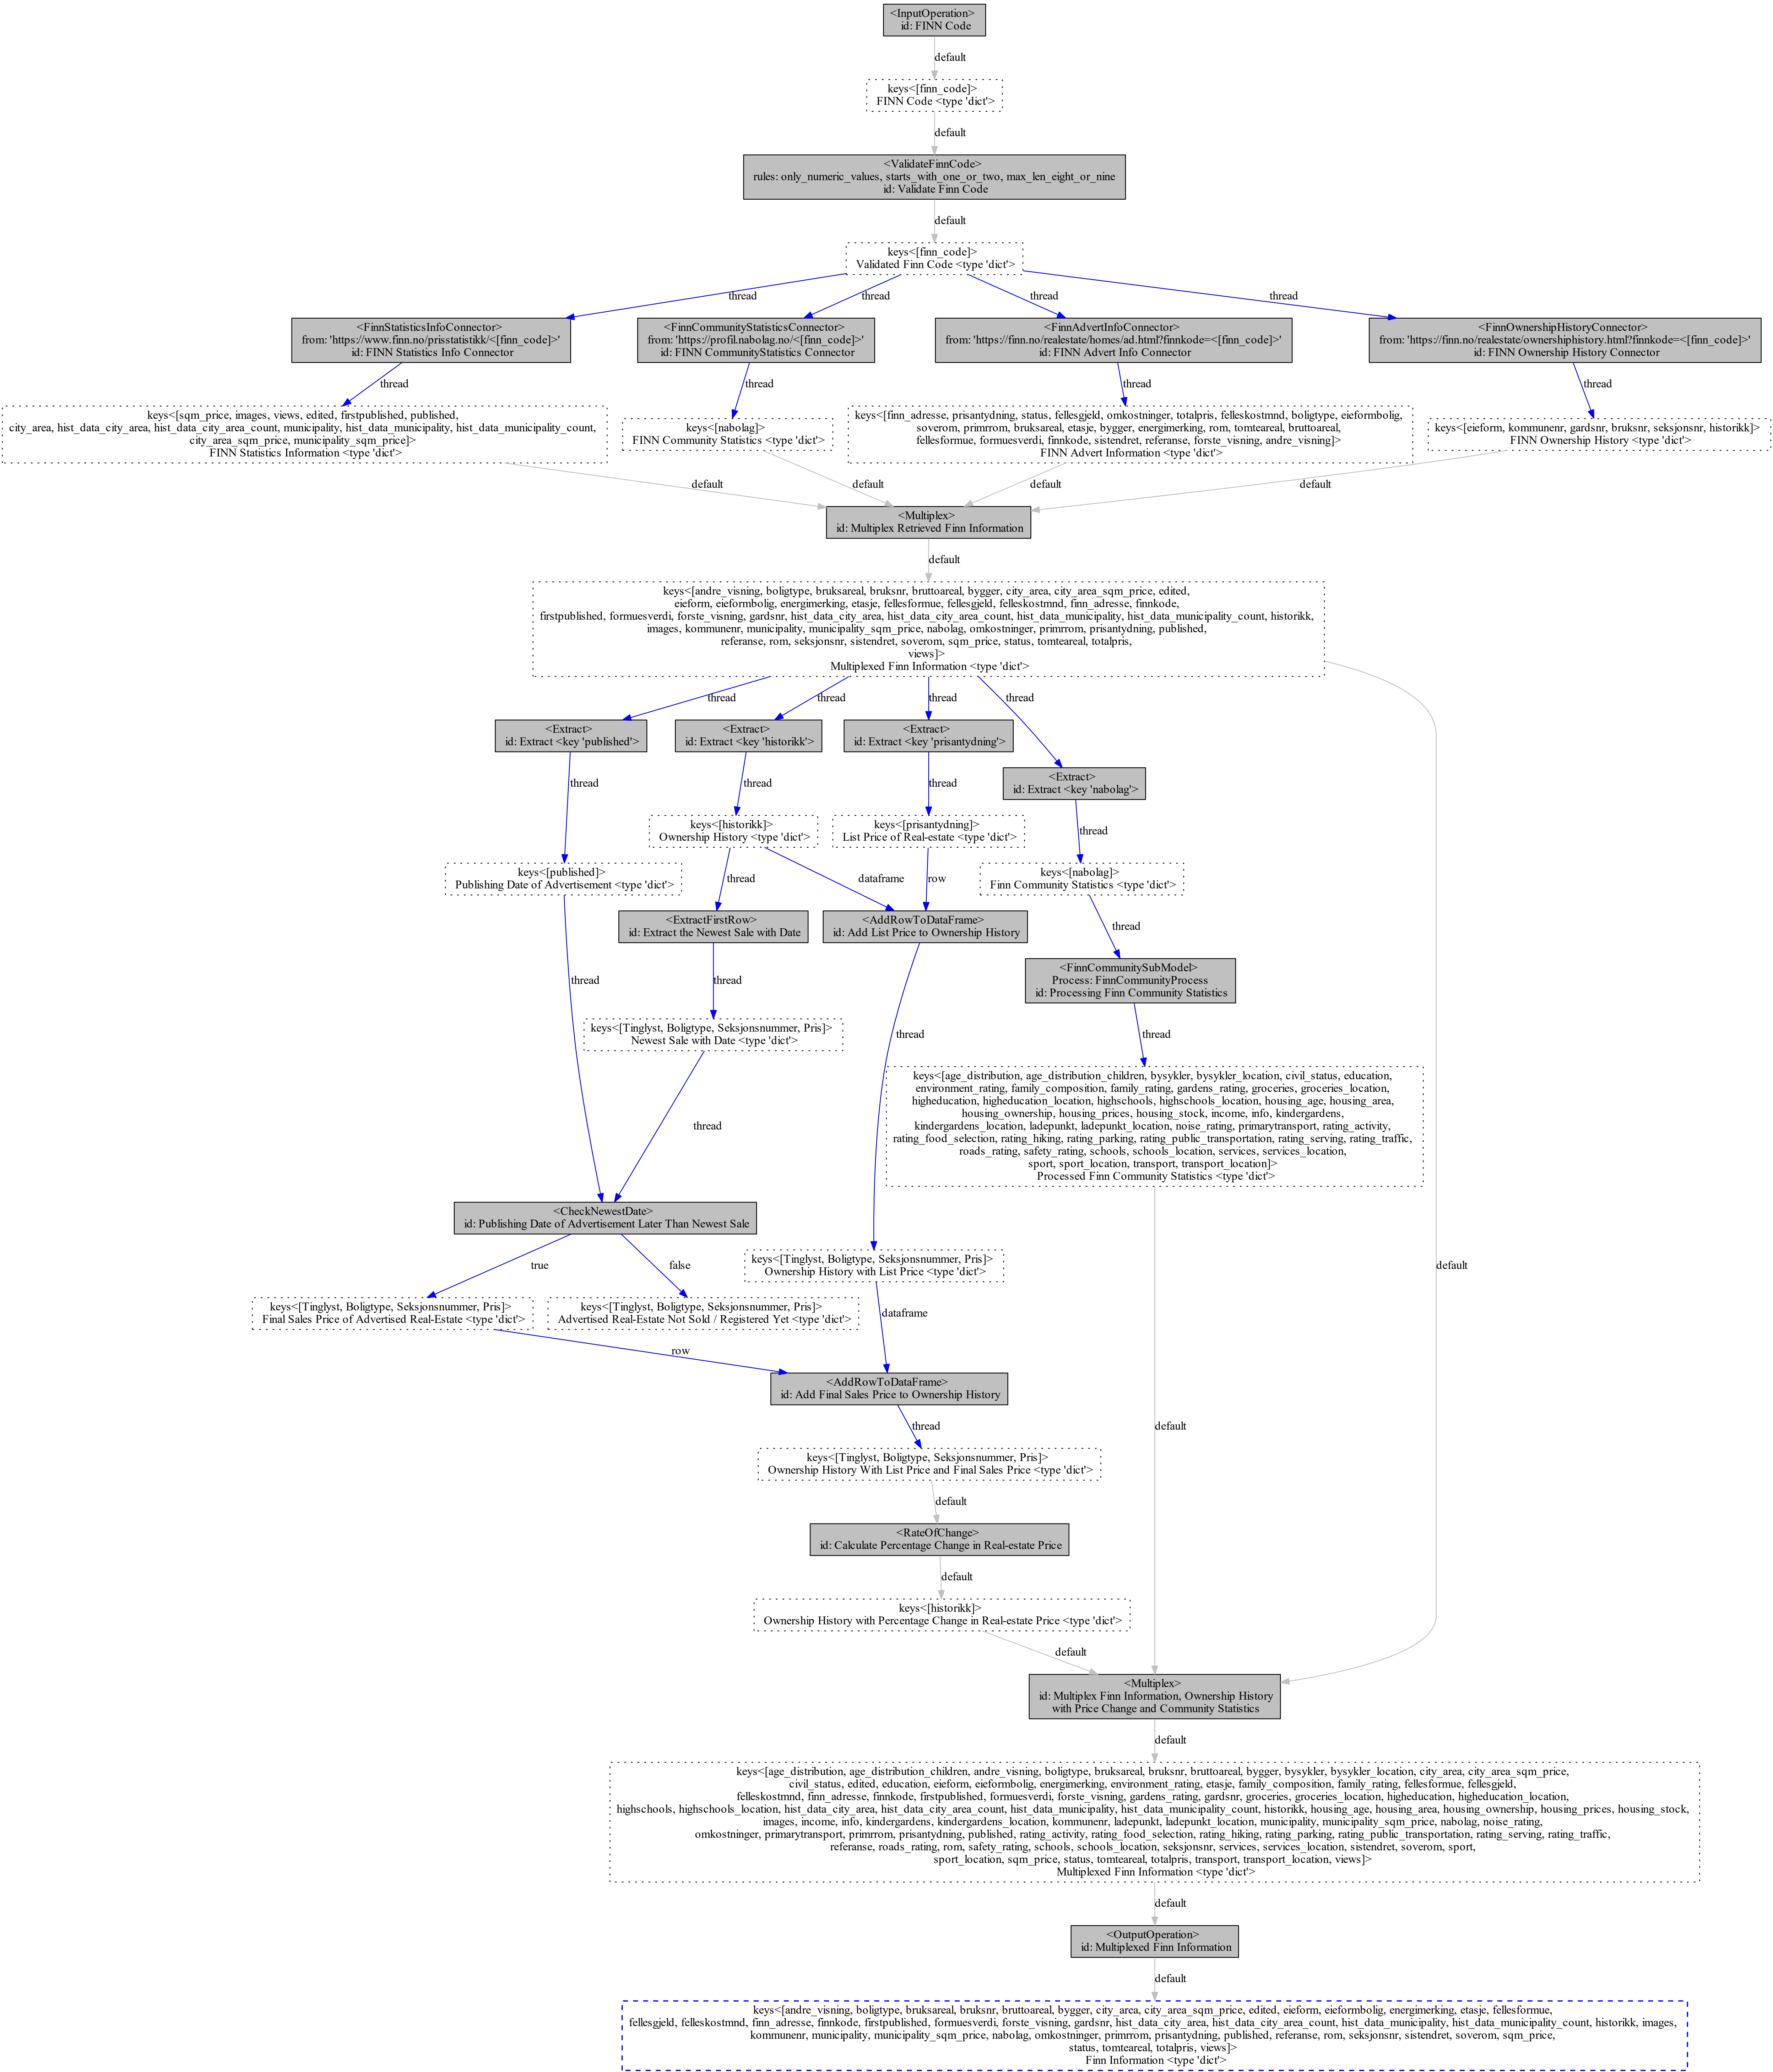 <InputOperation>
id: FINN Code
default
keys<[finn_code]>
FINN Code <type 'dict'>
default
<ValidateFinnCode>
rules: only_numeric_values, starts_with_one_or_two, max_len_eight_or_nine
id: Validate Finn Code
default
keys<[finn_code]>
Validated Finn Code <type 'dict'>
thread
thread
thread
thread
<FinnStatisticsInfoConnector>
from: 'https://www.finn.no/prisstatistikk/<[finn_code]>'
id: FINN Statistics Info Connector
<FinnCommunityStatisticsConnector>
from: 'https://profil.nabolag.no/<[finn_code]>'
id: FINN CommunityStatistics Connector
<FinnAdvertInfoConnector>
from: 'https://finn.no/realestate/homes/ad.html?finnkode=<[finn_code]>'
id: FINN Advert Info Connector
<FinnOwnershipHistoryConnector>
from: 'https://finn.no/realestate/ownershiphistory.html?finnkode=<[finn_code]>'
id: FINN Ownership History Connector
thread
thread
thread
thread
keys<[sqm_price, images, views, edited, firstpublished, published,
city_area, hist_data_city_area, hist_data_city_area_count, municipality, hist_data_municipality, hist_data_municipality_count,
city_area_sqm_price, municipality_sqm_price]>
FINN Statistics Information <type 'dict'>
keys<[nabolag]>
FINN Community Statistics <type 'dict'>
keys<[finn_adresse, prisantydning, status, fellesgjeld, omkostninger, totalpris, felleskostmnd, boligtype, eieformbolig,
soverom, primrrom, bruksareal, etasje, bygger, energimerking, rom, tomteareal, bruttoareal,
fellesformue, formuesverdi, finnkode, sistendret, referanse, forste_visning, andre_visning]>
FINN Advert Information <type 'dict'>
keys<[eieform, kommunenr, gardsnr, bruksnr, seksjonsnr, historikk]>
FINN Ownership History <type 'dict'>
default
default
default
default
<Multiplex>
id: Multiplex Retrieved Finn Information
default
keys<[andre_visning, boligtype, bruksareal, bruksnr, bruttoareal, bygger, city_area, city_area_sqm_price, edited,
eieform, eieformbolig, energimerking, etasje, fellesformue, fellesgjeld, felleskostmnd, finn_adresse, finnkode,
firstpublished, formuesverdi, forste_visning, gardsnr, hist_data_city_area, hist_data_city_area_count, hist_data_municipality, hist_data_municipality_count, historikk,
images, kommunenr, municipality, municipality_sqm_price, nabolag, omkostninger, primrrom, prisantydning, published,
referanse, rom, seksjonsnr, sistendret, soverom, sqm_price, status, tomteareal, totalpris,
views]>
Multiplexed Finn Information <type 'dict'>
thread
thread
thread
thread
<Extract>
id: Extract <key 'published'>
<Extract>
id: Extract <key 'historikk'>
<Extract>
id: Extract <key 'prisantydning'>
<Extract>
id: Extract <key 'nabolag'>
thread
thread
thread
thread
keys<[historikk]>
Ownership History <type 'dict'>
keys<[prisantydning]>
List Price of Real-estate <type 'dict'>
keys<[published]>
Publishing Date of Advertisement <type 'dict'>
keys<[nabolag]>
Finn Community Statistics <type 'dict'>
thread
dataframe
row
<ExtractFirstRow>
id: Extract the Newest Sale with Date
<AddRowToDataFrame>
id: Add List Price to Ownership History
thread
<FinnCommunitySubModel>
Process: FinnCommunityProcess
id: Processing Finn Community Statistics
thread
thread
thread
thread
keys<[Tinglyst, Boligtype, Seksjonsnummer, Pris]>
Newest Sale with Date <type 'dict'>
keys<[age_distribution, age_distribution_children, bysykler, bysykler_location, civil_status, education,
environment_rating, family_composition, family_rating, gardens_rating, groceries, groceries_location,
higheducation, higheducation_location, highschools, highschools_location, housing_age, housing_area,
housing_ownership, housing_prices, housing_stock, income, info, kindergardens,
kindergardens_location, ladepunkt, ladepunkt_location, noise_rating, primarytransport, rating_activity,
rating_food_selection, rating_hiking, rating_parking, rating_public_transportation, rating_serving, rating_traffic,
roads_rating, safety_rating, schools, schools_location, services, services_location,
sport, sport_location, transport, transport_location]>
Processed Finn Community Statistics <type 'dict'>
thread
<CheckNewestDate>
id: Publishing Date of Advertisement Later Than Newest Sale
true
false
keys<[Tinglyst, Boligtype, Seksjonsnummer, Pris]>
Ownership History with List Price <type 'dict'>
default
keys<[Tinglyst, Boligtype, Seksjonsnummer, Pris]>
Final Sales Price of Advertised Real-Estate <type 'dict'>
keys<[Tinglyst, Boligtype, Seksjonsnummer, Pris]>
Advertised Real-Estate Not Sold / Registered Yet <type 'dict'>
dataframe
row
<AddRowToDataFrame>
id: Add Final Sales Price to Ownership History
thread
default
keys<[Tinglyst, Boligtype, Seksjonsnummer, Pris]>
Ownership History With List Price and Final Sales Price <type 'dict'>
default
<RateOfChange>
id: Calculate Percentage Change in Real-estate Price
default
keys<[historikk]>
Ownership History with Percentage Change in Real-estate Price <type 'dict'>
default
<Multiplex>
id: Multiplex Finn Information, Ownership History
with Price Change and Community Statistics
default
keys<[age_distribution, age_distribution_children, andre_visning, boligtype, bruksareal, bruksnr, bruttoareal, bygger, bysykler, bysykler_location, city_area, city_area_sqm_price,
civil_status, edited, education, eieform, eieformbolig, energimerking, environment_rating, etasje, family_composition, family_rating, fellesformue, fellesgjeld,
felleskostmnd, finn_adresse, finnkode, firstpublished, formuesverdi, forste_visning, gardens_rating, gardsnr, groceries, groceries_location, higheducation, higheducation_location,
highschools, highschools_location, hist_data_city_area, hist_data_city_area_count, hist_data_municipality, hist_data_municipality_count, historikk, housing_age, housing_area, housing_ownership, housing_prices, housing_stock,
images, income, info, kindergardens, kindergardens_location, kommunenr, ladepunkt, ladepunkt_location, municipality, municipality_sqm_price, nabolag, noise_rating,
omkostninger, primarytransport, primrrom, prisantydning, published, rating_activity, rating_food_selection, rating_hiking, rating_parking, rating_public_transportation, rating_serving, rating_traffic,
referanse, roads_rating, rom, safety_rating, schools, schools_location, seksjonsnr, services, services_location, sistendret, soverom, sport,
sport_location, sqm_price, status, tomteareal, totalpris, transport, transport_location, views]>
Multiplexed Finn Information <type 'dict'>
default
<OutputOperation>
id: Multiplexed Finn Information
default
keys<[andre_visning, boligtype, bruksareal, bruksnr, bruttoareal, bygger, city_area, city_area_sqm_price, edited, eieform, eieformbolig, energimerking, etasje, fellesformue,
fellesgjeld, felleskostmnd, finn_adresse, finnkode, firstpublished, formuesverdi, forste_visning, gardsnr, hist_data_city_area, hist_data_city_area_count, hist_data_municipality, hist_data_municipality_count, historikk, images,
kommunenr, municipality, municipality_sqm_price, nabolag, omkostninger, primrrom, prisantydning, published, referanse, rom, seksjonsnr, sistendret, soverom, sqm_price,
status, tomteareal, totalpris, views]>
Finn Information <type 'dict'>